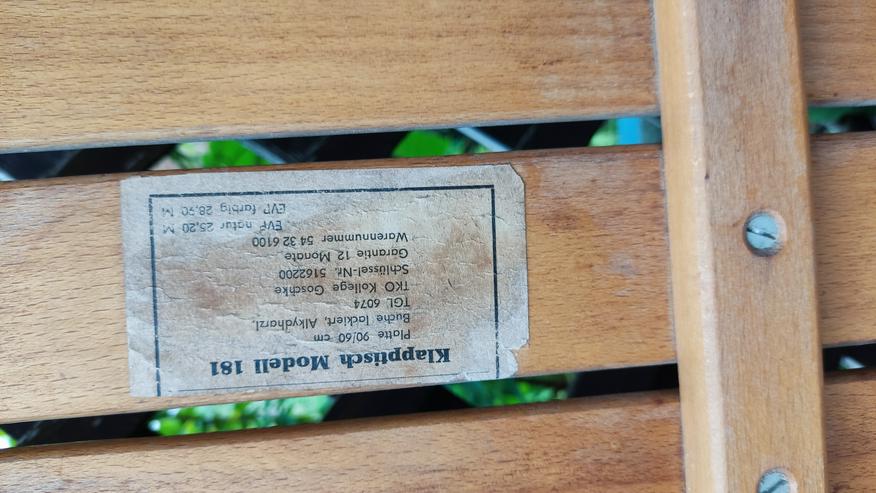 Klapptisch Modell 181
Platte 90/60 cm
Buche lackiert, Alkydharzl.
TGL 6074
TKO Kollege Goschke
Schlüssel-Nr. 5162200
Garantie 12 Monate
Warennummer 54 32 6100
EVP natur 25,20 M
EVP farbig 28,90 M